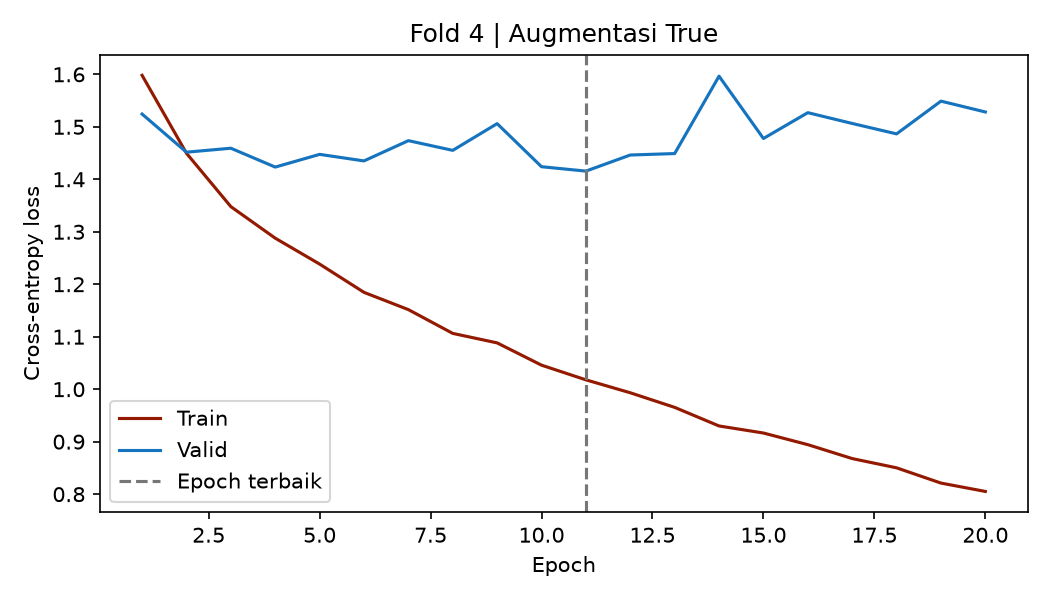 Fold 4 | Augmentasi True
Cross-entropy loss
1.6
1.5
1.4
1.3
1.2
1.1
1.0
0.9
0.8
Train
Valid
Epoch terbaik
2.5 5.0 7.5 10.0 12.5 15.0 17.5 20.0
Epoch